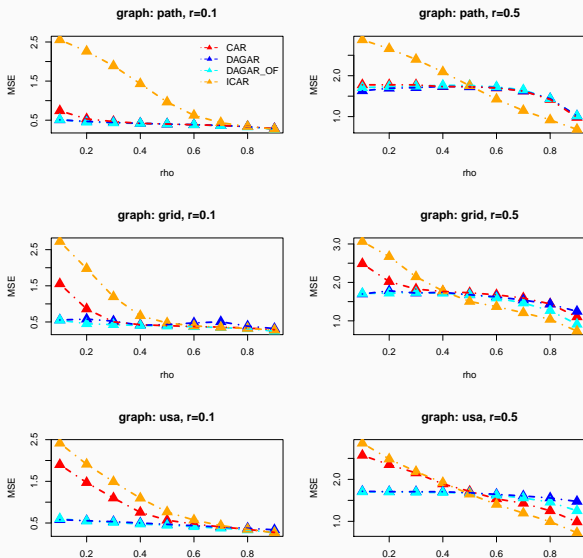 graph: path, r=0.1
MSE
0.5
1.5
2.5
CAR
DAGAR
DAGAR_OF
ICAR
0.2
0.4
0.6
0.8
rho
graph: path, r=0.5
MSE
1.0
2.0
0.2
0.4
0.6
0.8
rho
graph: grid, r=0.1
MSE
0.5
1.5
2.5
0.2
0.4
0.6
0.8
rho
graph: grid, r=0.5
MSE
1.0
2.0
3.0
0.2
0.4
0.6
0.8
rho
graph: usa, r=0.1
MSE
0.5
1.5
2.5
0.2
0.4
0.6
0.8
graph: usa, r=0.5
MSE
1.0
2.0
0.2
0.4
0.6
0.8